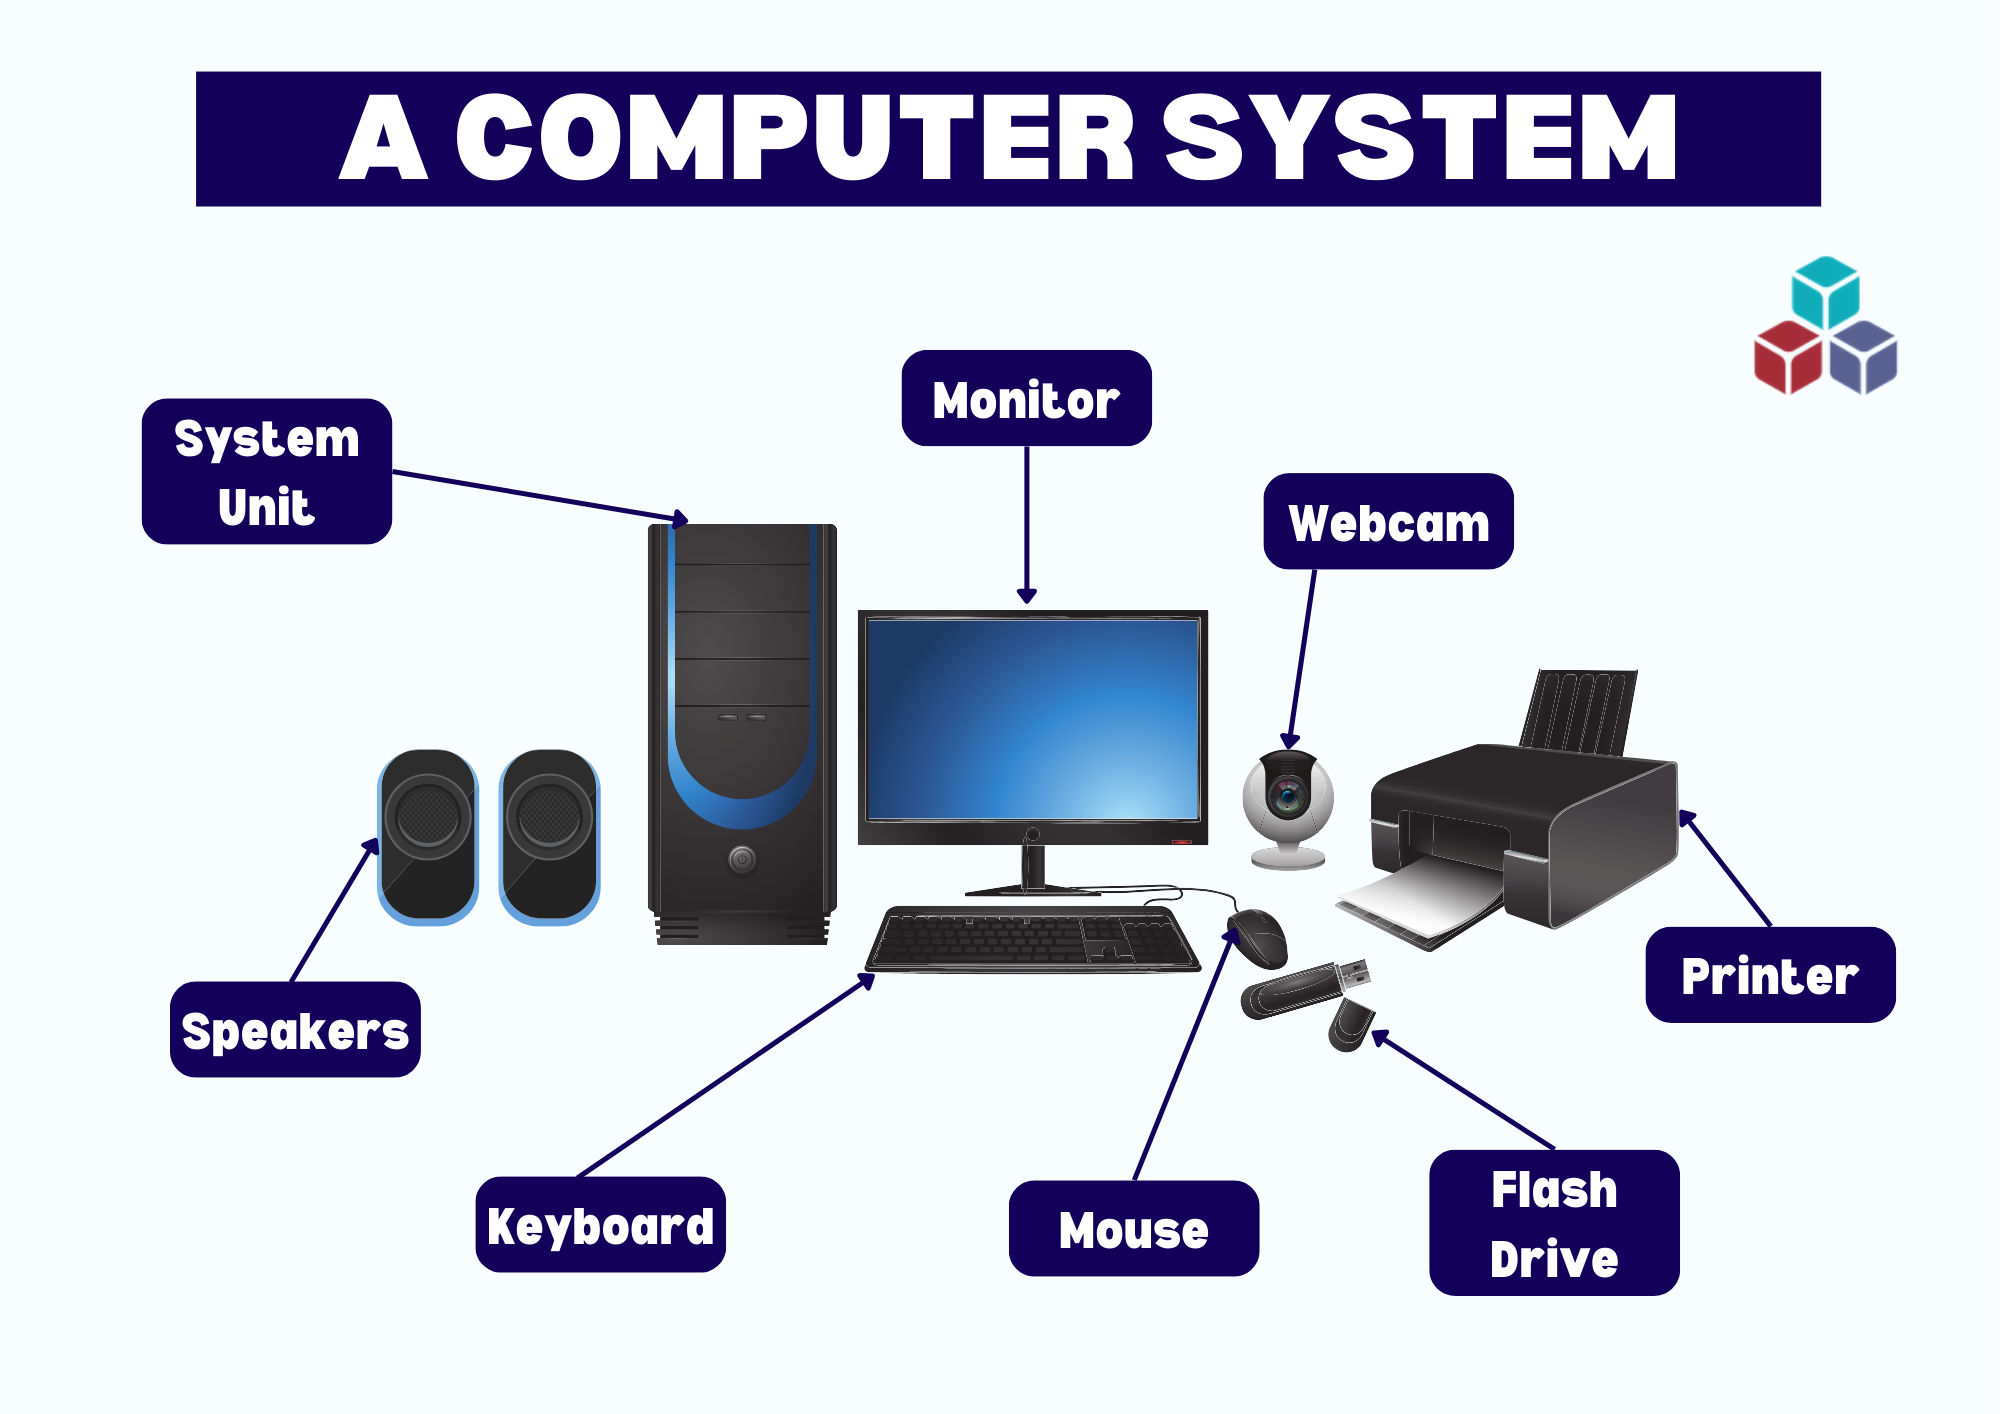 A COMPUTER SYSTEM
Monitor
System
Unit
Webcam
Printer
Speakers
Keyboard
Mouse
Flash
Drive